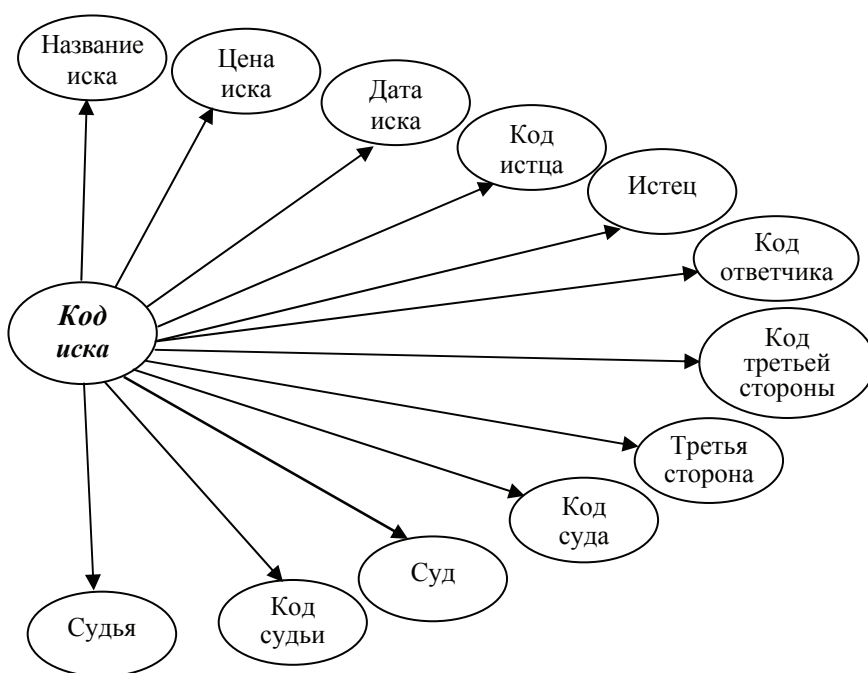 Название
иска
Цена
иска
Дата
иска
Код
истца
Истец
Код
ответчика
Код
иска
Код
третьей
стороны
Третья
сторона
Код
суда
Суд
Код
судьи
Судья